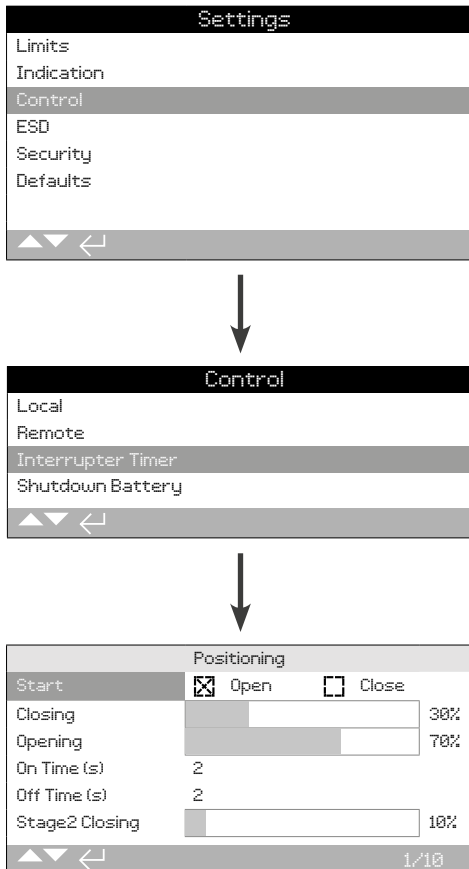 Settings
Limits
Indication
Control
ESD
Security
Defaults
Control
Local
Remote
Interrupter Timer
Shutdown Battery
Positioning
Start Open Close
Closing 30%
Opening 70%
On Time (s) 2
Off Time (s) 2
Stage2 Closing 10%
1/10